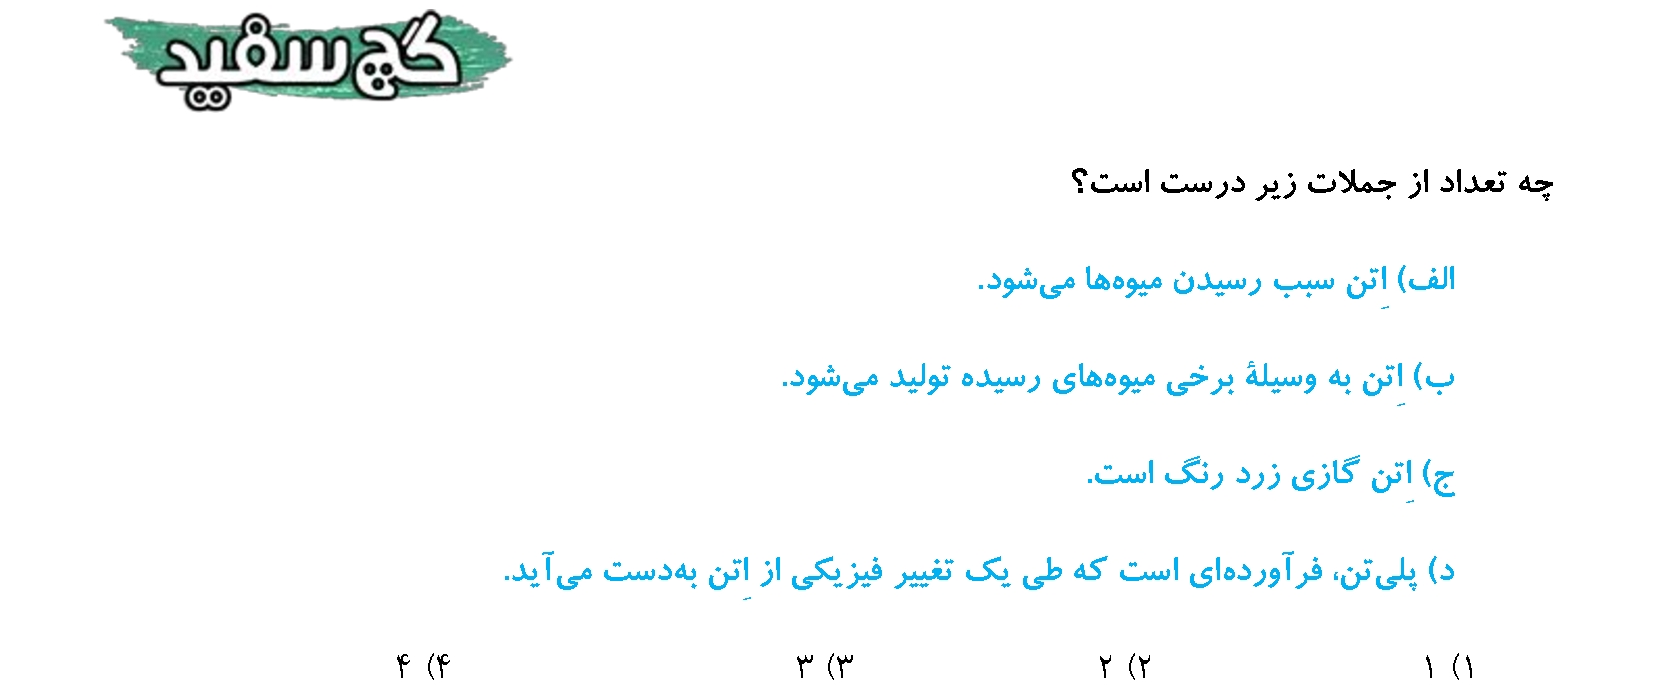 گچ سفید
چه تعداد از جملات زیر درست است؟
الف) اِتن سبب رسیدن میوه‌ها می‌شود.
ب) اِتن به وسیلهٔ برخی میوه‌های رسیده تولید می‌شود.
ج) اِتن گازی زرد رنگ است.
د) پلی‌تن، فرآورده‌ای است که طی یک تغییر فیزیکی از اِتن به‌دست می‌آید.
۱) ۱ ۲) ۲ ۳) ۳ ۴) ۴